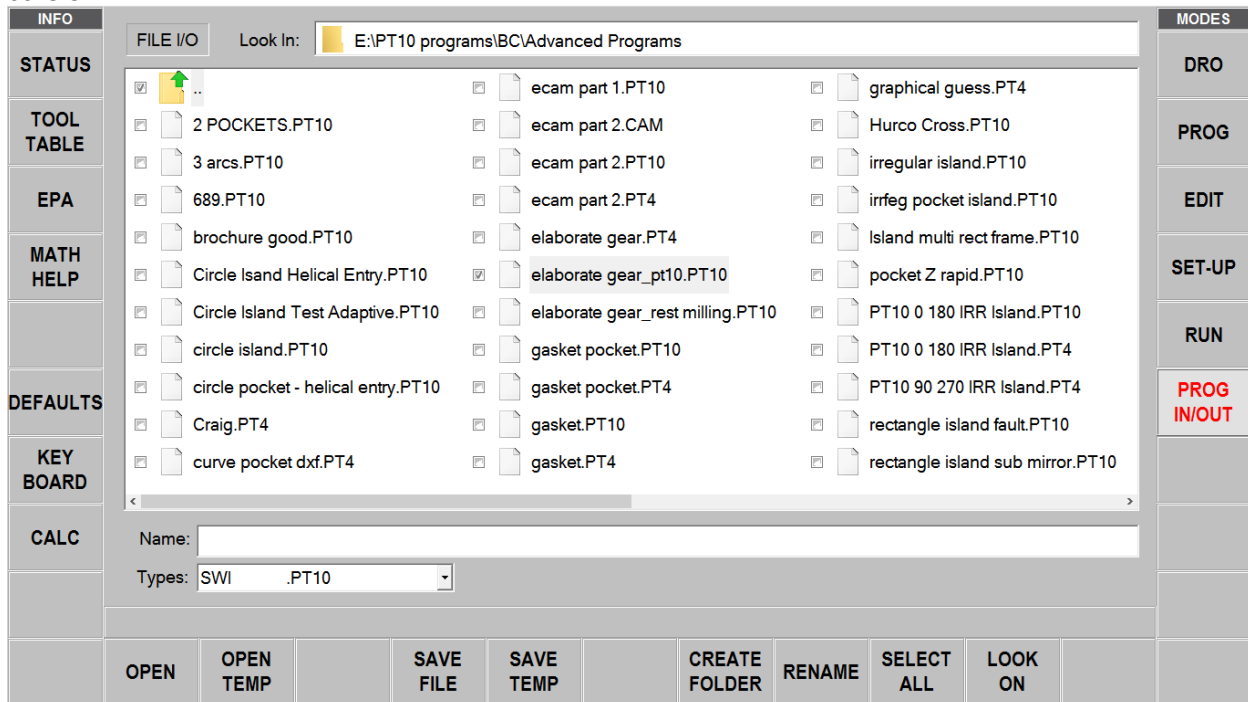 INFO
STATUS
TOOL
TABLE
EPA
MATH
HELP
DEFAULTS
KEY
BOARD
CALC
FILE I/O
Look In:
E:\PT10 programs\BC\Advanced Programs
..
2 POCKETS.PT10
3 arcs.PT10
689.PT10
brochure good.PT10
Circle Isand Helical Entry.PT10
Circle Island Test Adaptive.PT10
circle island.PT10
circle pocket - helical entry.PT10
Craig.PT4
curve pocket dxf.PT4
ecam part 1.PT10
ecam part 2.CAM
ecam part 2.PT10
ecam part 2.PT4
elaborate gear.PT4
elaborate gear_pt10.PT10
elaborate gear_rest milling.PT10
gasket pocket.PT10
gasket pocket.PT4
gasket.PT10
gasket.PT4
graphical guess.PT4
Hurco Cross.PT10
irregular island.PT10
irrfeg pocket island.PT10
Island multi rect frame.PT10
pocket Z rapid.PT10
PT10 0 180 IRR Island.PT10
PT10 0 180 IRR Island.PT4
PT10 90 270 IRR Island.PT4
rectangle island fault.PT10
rectangle island sub mirror.PT10
Name:
Types: SWI .PT10
MODES
DRO
PROG
EDIT
SET-UP
RUN
PROG
IN/OUT
OPEN
OPEN
TEMP
SAVE
FILE
SAVE
TEMP
CREATE
FOLDER
RENAME
SELECT
ALL
LOOK
ON